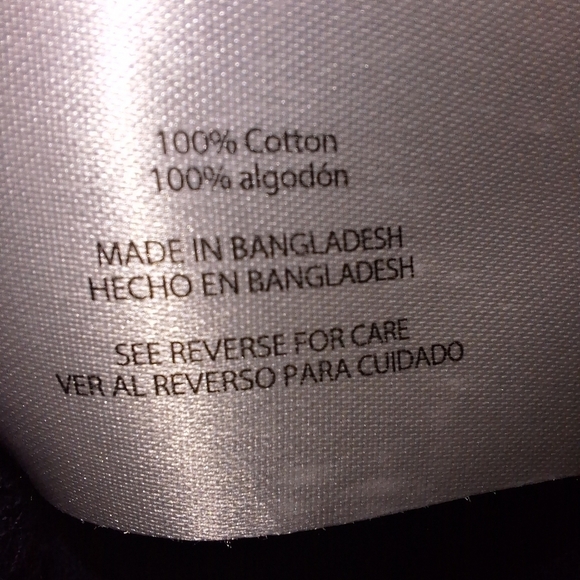 100% Cotton
100% algodón
MADE IN BANGLADESH
HECHO EN BANGLADESH
SEE REVERSE FOR CARE
VER AL REVERSO PARA CUIDADO